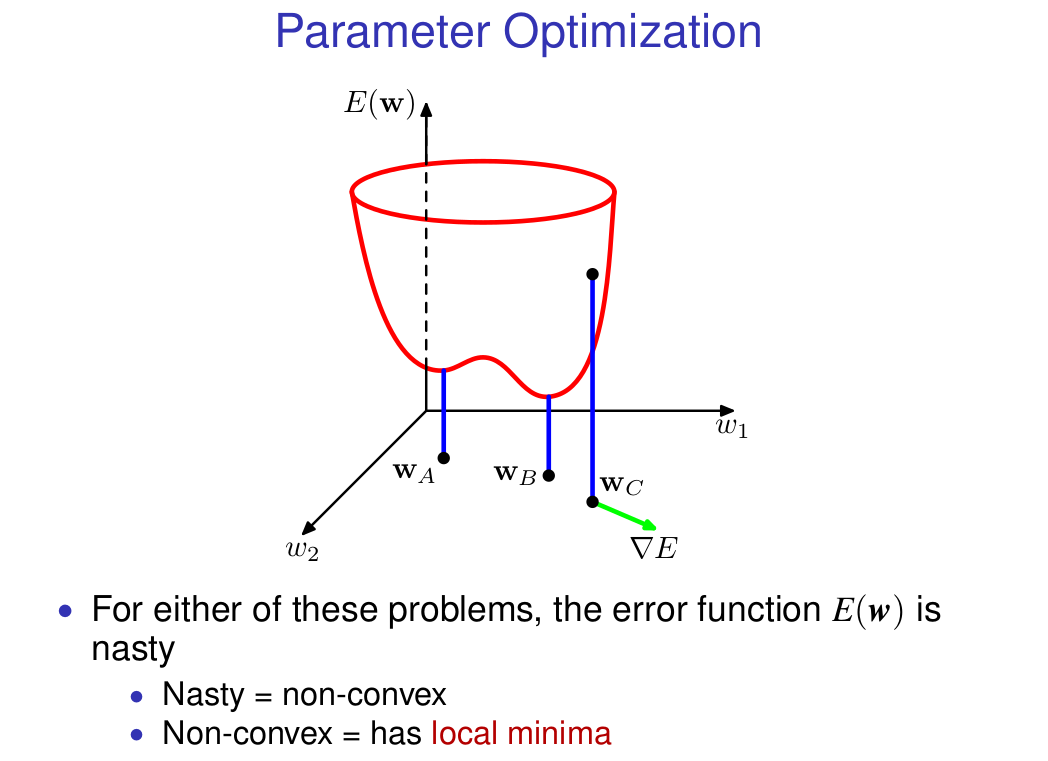 Parameter Optimization
E(w)
w1
wA
wB
wC
∇E
w2
• For either of these problems, the error function E(w) is
nasty
• Nasty = non-convex
• Non-convex = has local minima